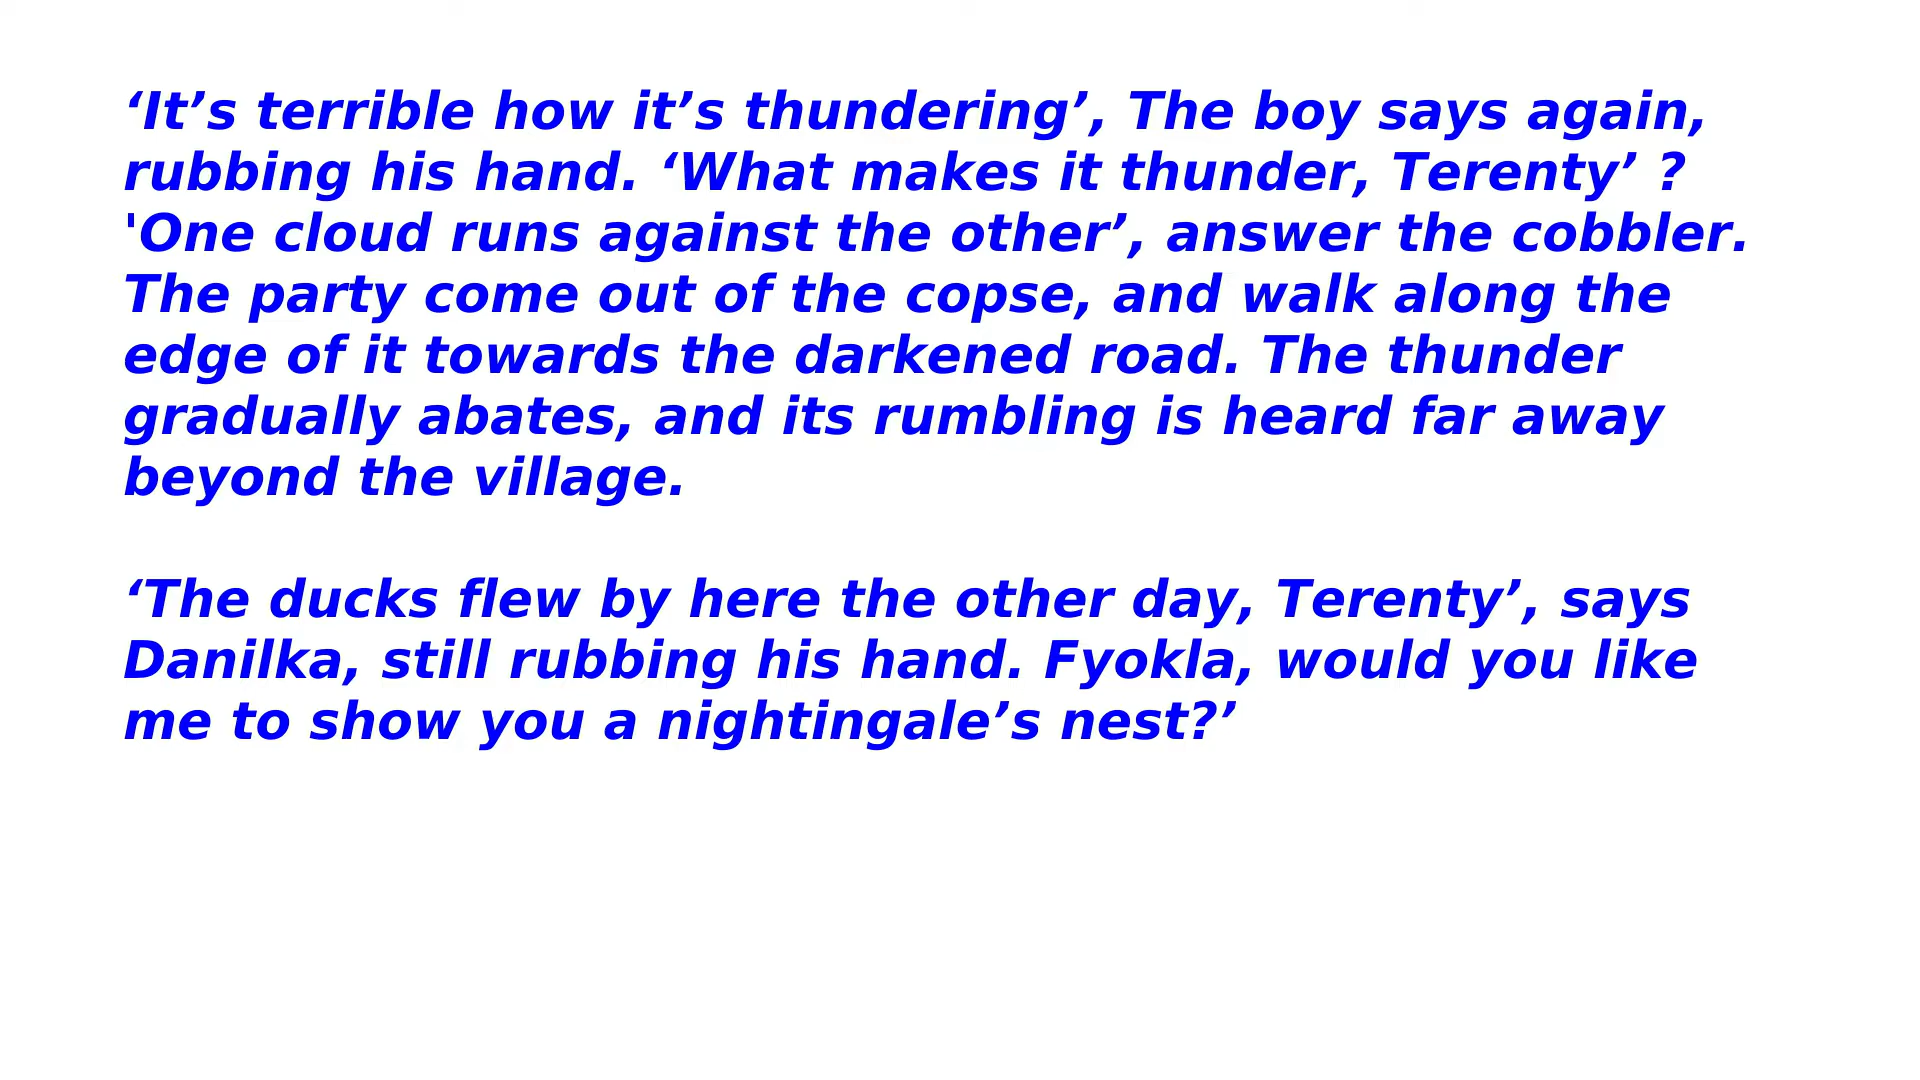 ‘It’s terrible how it’s thundering’, The boy says again,
rubbing his hand. ‘What makes it thunder, Terenty’ ?
'One cloud runs against the other’, answer the cobbler.
The party come out of the copse, and walk along the
edge of it towards the darkened road. The thunder
gradually abates, and its rumbling is heard far away
beyond the village.
‘The ducks flew by here the other day, Terenty’, says
Danilka, still rubbing his hand. Fyokla, would you like
me to show you a nightingale’s nest?’